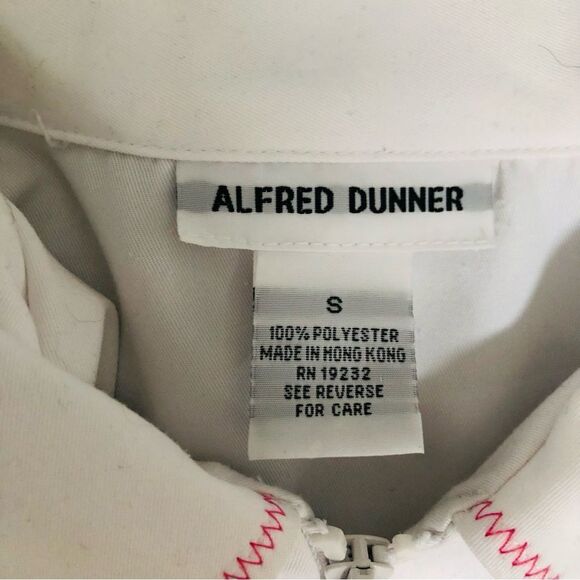 ALFRED DUNNER
S
100% POLYESTER
MADE IN HONG KONG
RN 19232
SEE REVERSE
FOR CARE